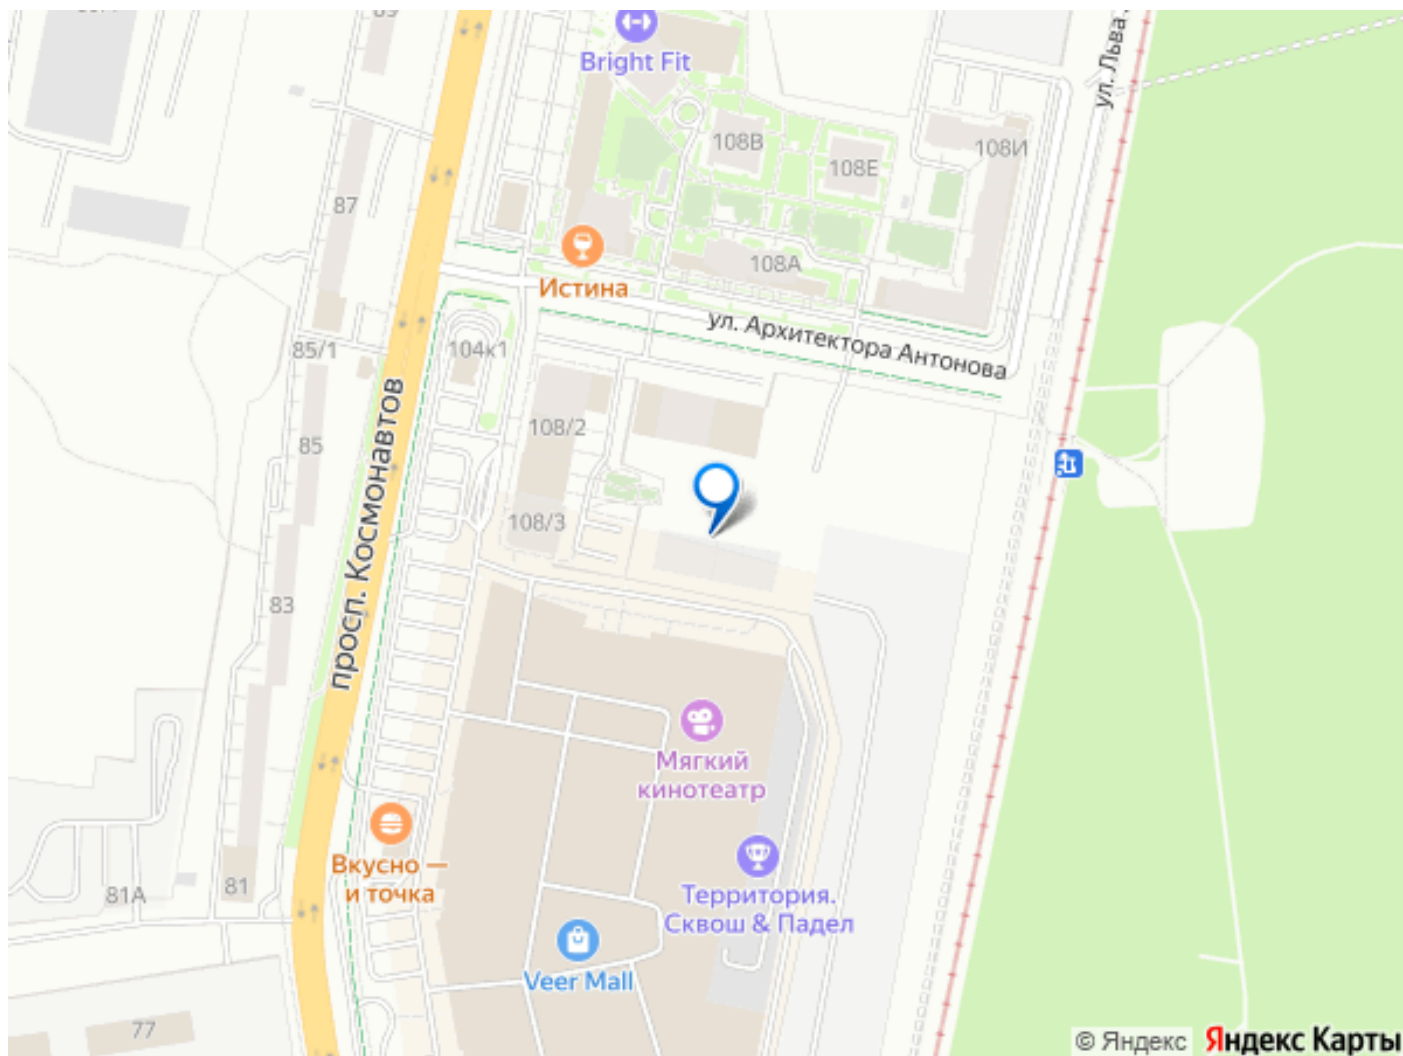 Bright Fit
ул. Льва
108В
108Е
108И
87
Истина
108А
ул. Архитектора Антонова
85/1
104к1
просп. Космонавтов
108/2
85
108/3
83
Мягкий
кинотеатр
Вкусно —
и точка
81А
81
Территория.
Сквош & Падел
Veer Mall
77
© Яндекс
Яндекс Карты